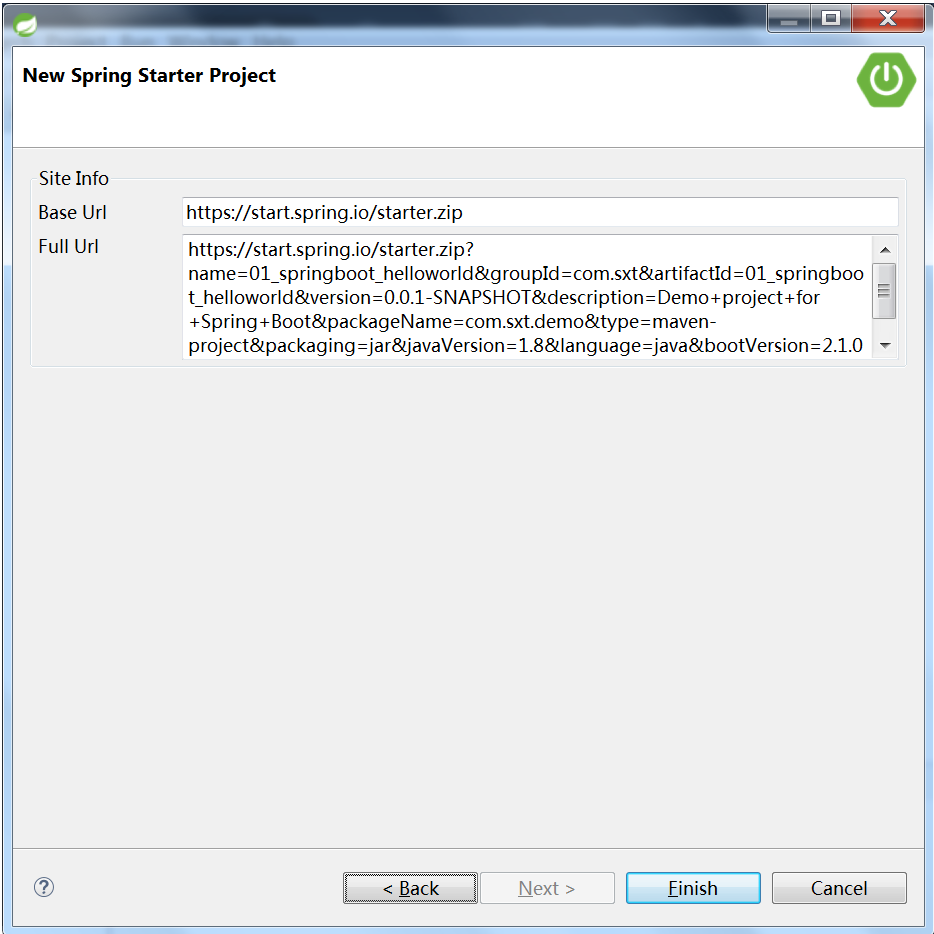 New Spring Starter Project
Site Info
Base Url
https://start.spring.io/starter.zip
Full Url
https://start.spring.io/starter.zip?
name=01_springboot_helloworld&groupId=com.sxt&artifactId=01_springboo
t_helloworld&version=0.0.1-SNAPSHOT&description=Demo+project+for
+Spring+Boot&packageName=com.sxt.demo&type=maven-
project&packaging=jar&javaVersion=1.8&language=java&bootVersion=2.1.0
?
< Back
Next >
Finish
Cancel